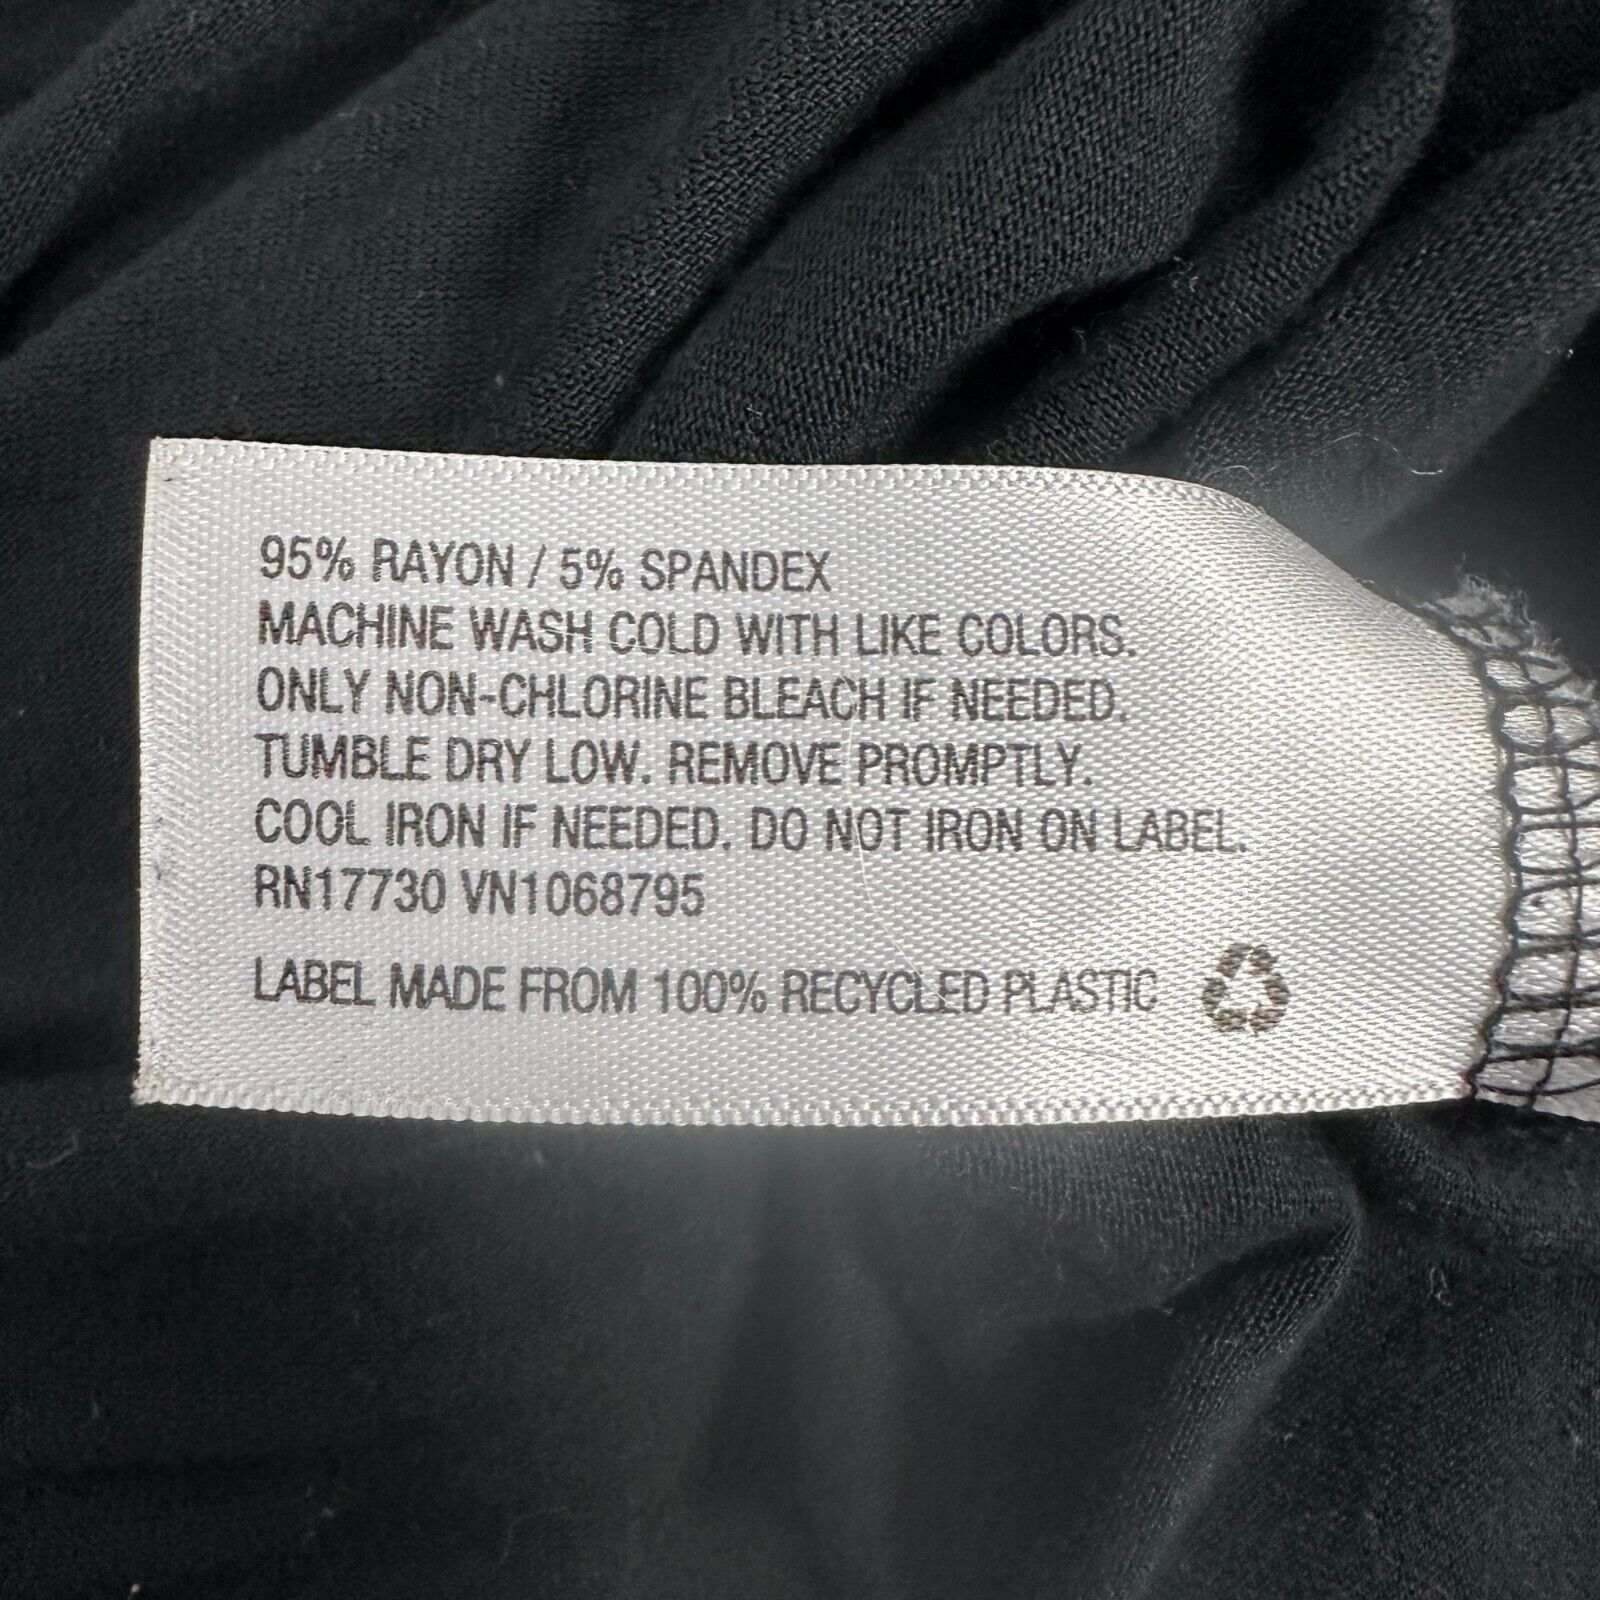 95% RAYON / 5% SPANDEX
MACHINE WASH COLD WITH LIKE COLORS.
ONLY NON-CHLORINE BLEACH IF NEEDED.
TUMBLE DRY LOW. REMOVE PROMPTLY.
COOL IRON IF NEEDED. DO NOT IRON ON LABEL.
RN17730 VN1068795
LABEL MADE FROM 100% RECYCLED PLASTIC